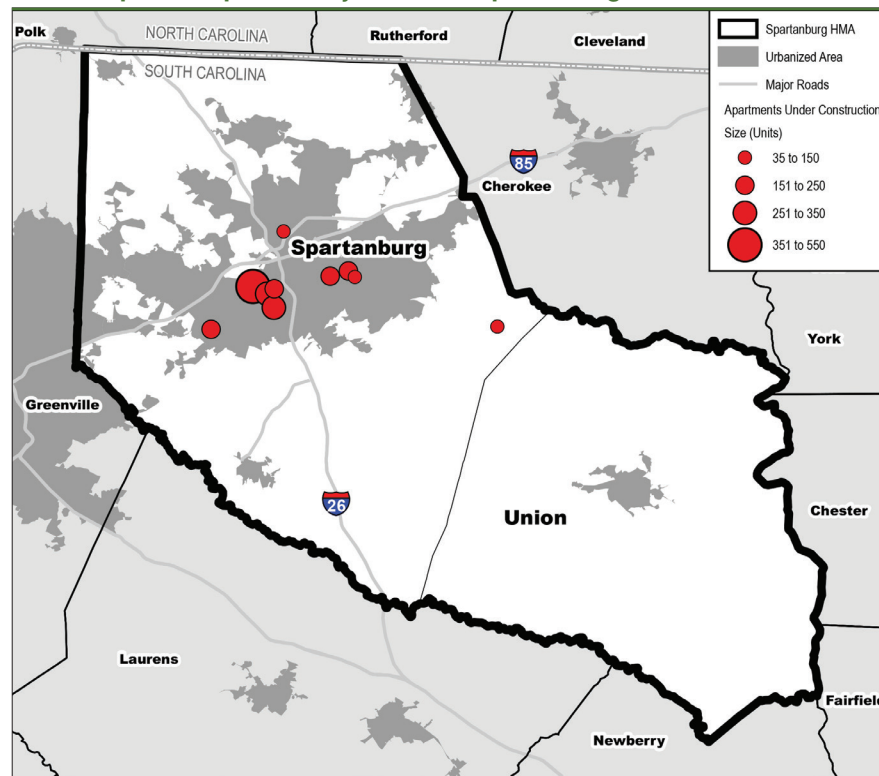 Polk
NORTH CAROLINA
Rutherford
Cleveland
SOUTH CAROLINA
Spartanburg HMA
Urbanized Area
Major Roads
Apartments Under Construction
Size (Units)
35 to 150
151 to 250
251 to 350
351 to 550
85
Cherokee
Spartanburg
York
Greenville
26
Union
Chester
Laurens
Fairfield
Newberry